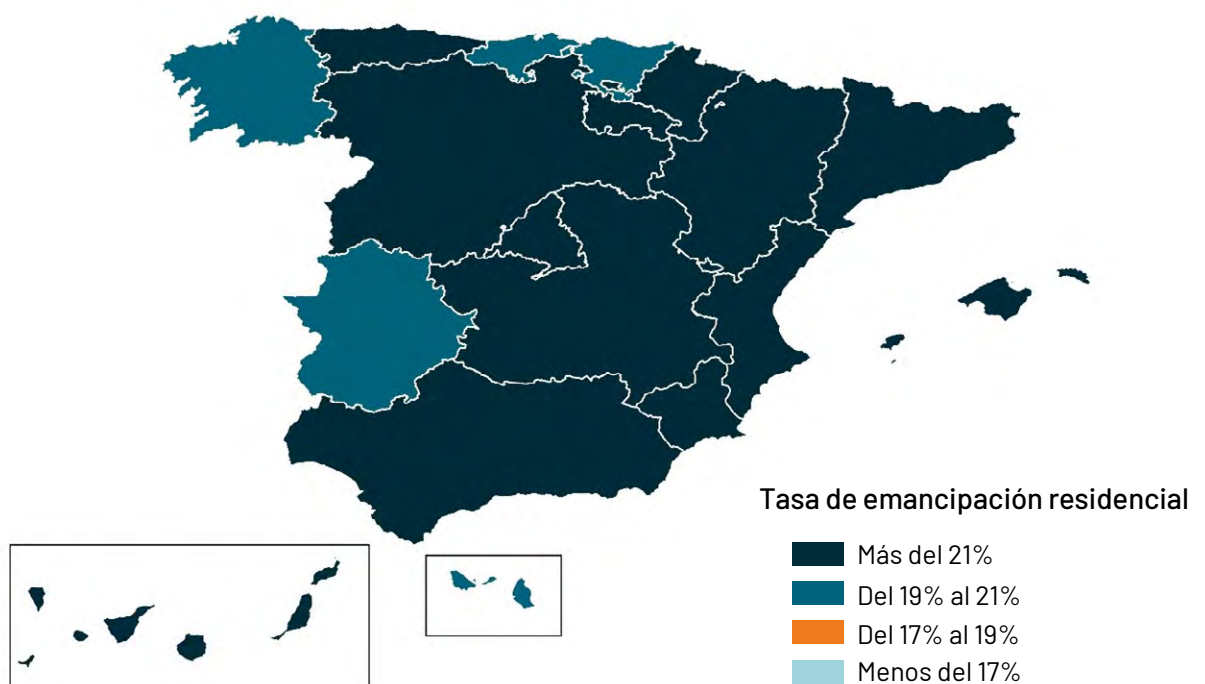 Tasa de emancipación residencial
Más del 21%
Del 19% al 21%
Del 17% al 19%
Menos del 17%